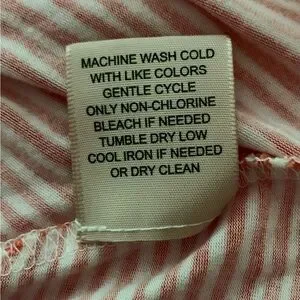 MACHINE WASH COLD
WITH LIKE COLORS
GENTLE CYCLE
ONLY NON-CHLORINE
BLEACH IF NEEDED
TUMBLE DRY LOW
COOL IRON IF NEEDED
OR DRY CLEAN